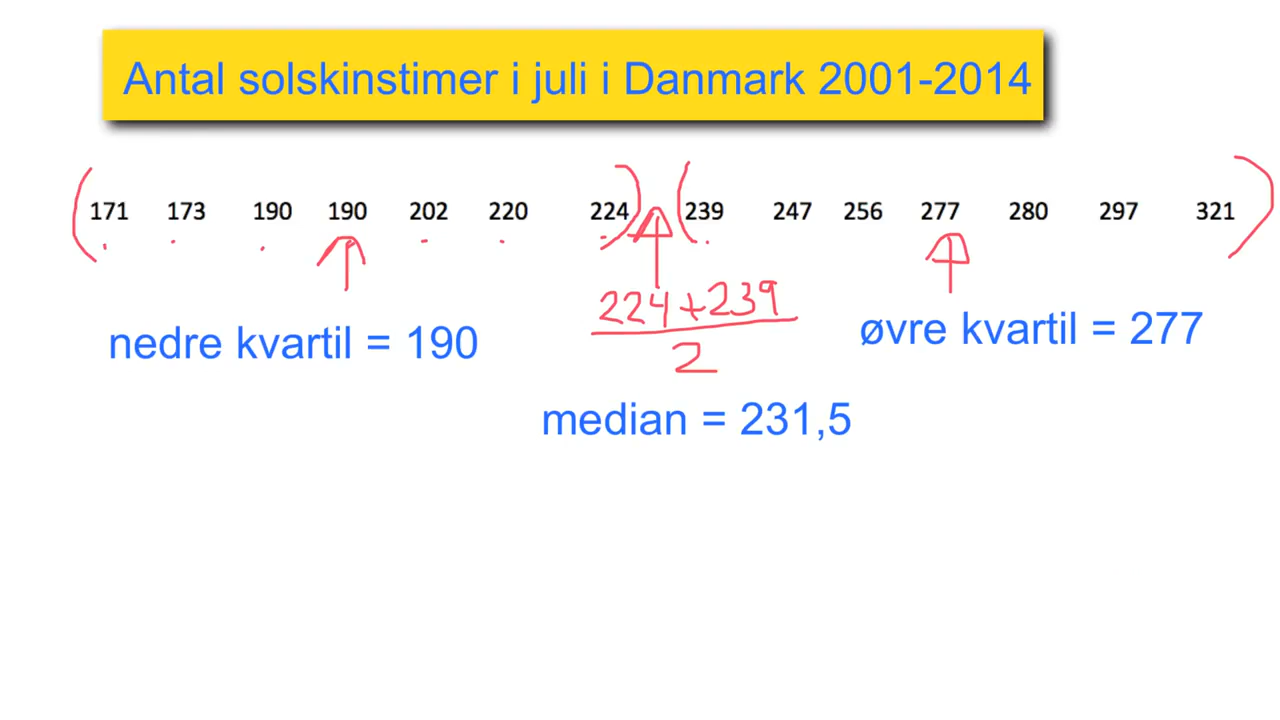 Antal solskinstimer i juli i Danmark 2001-2014
171 173 190 190 202 220 224 239 247 256 277 280 297 321
224+239
2
nedre kvartil = 190
øvre kvartil = 277
median = 231,5